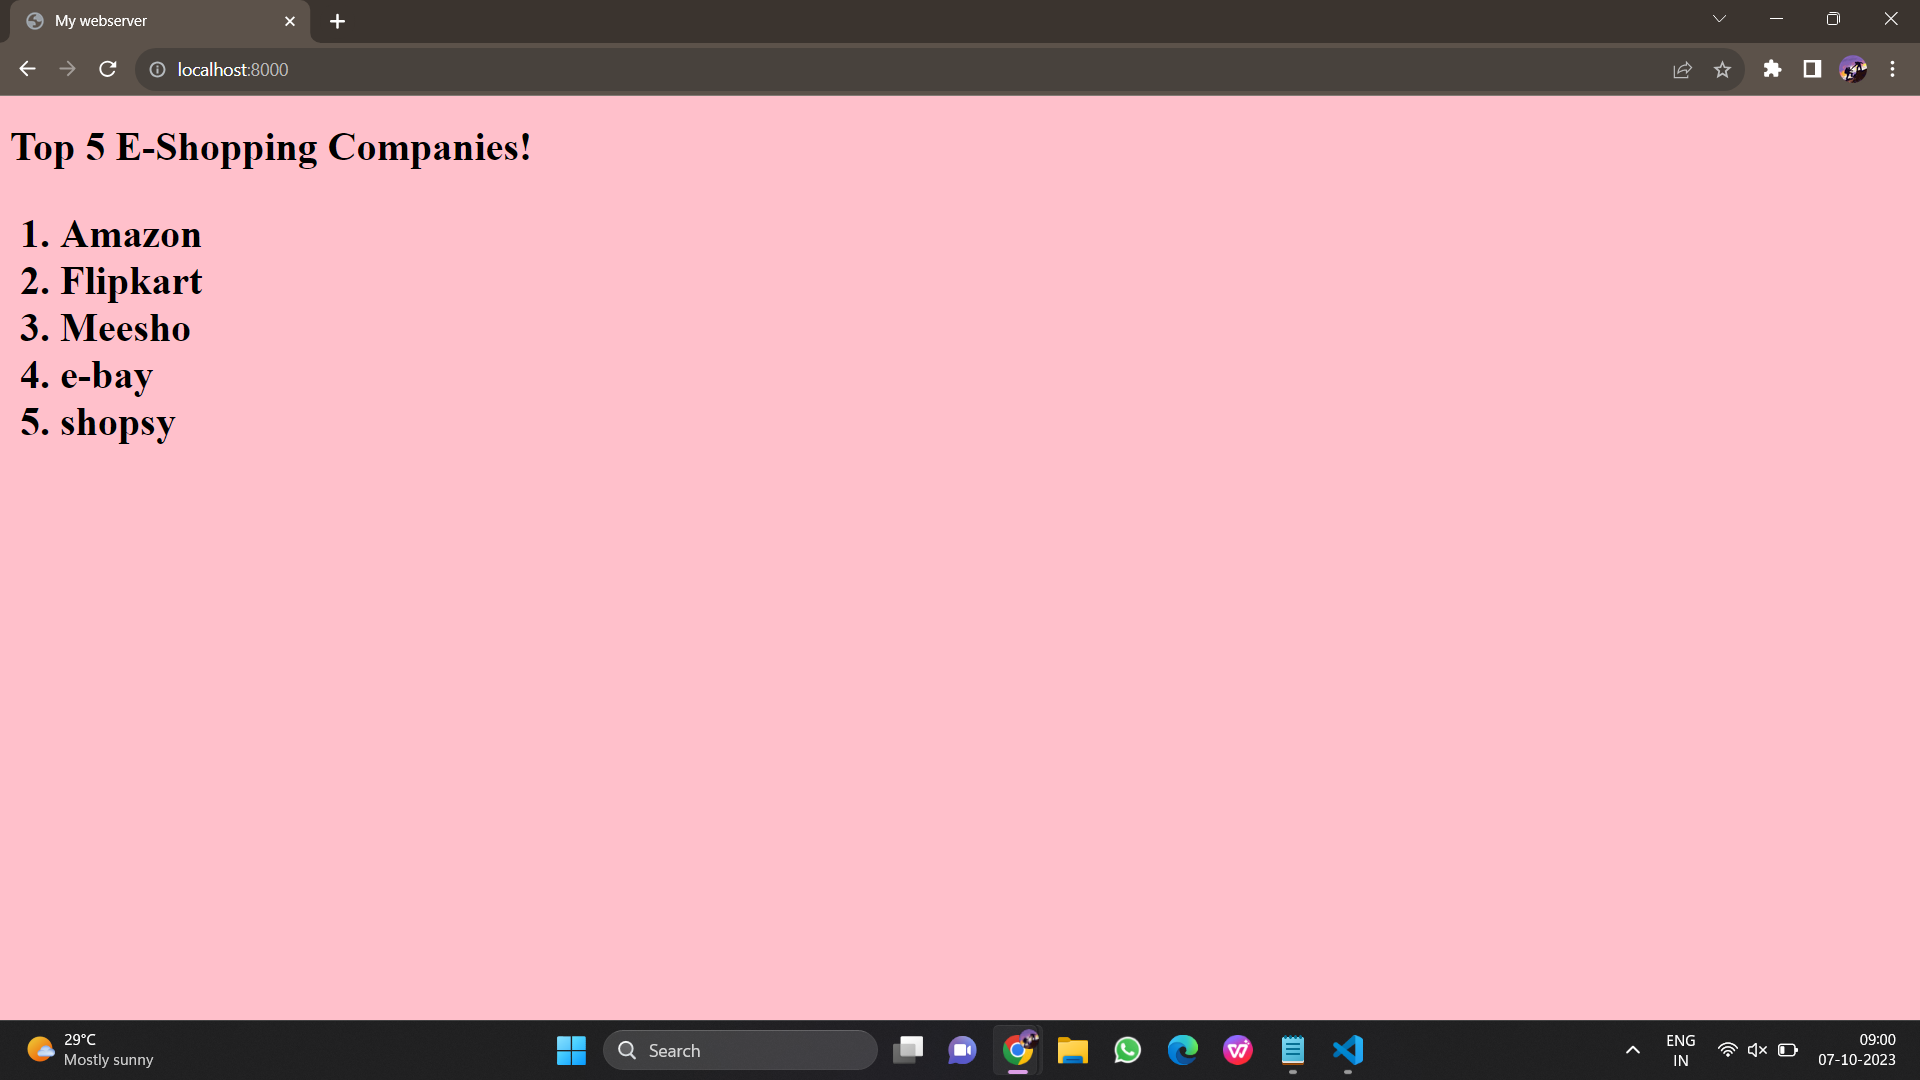 My webserver
localhost:8000
Top 5 E-Shopping Companies!
1. Amazon
2. Flipkart
3. Meesho
4. e-bay
5. shopsy
29°C
Mostly sunny
Search
ENG
IN
09:00
07-10-2023